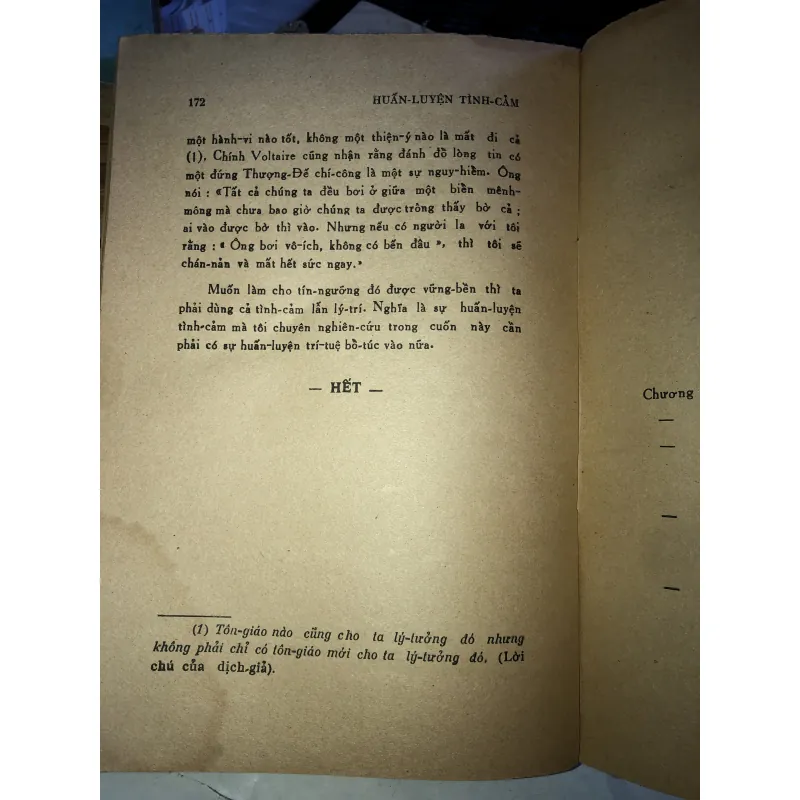 172 HUẤN-LUYỆN TÌNH-CẢM
một hành-vi nào tốt, không một thiện-ý nào là mất đi cả
(1). Chính Voltaire cũng nhận rằng đánh đổ lòng tin có
một đứng Thượng-Đế chí-công là một sự nguy-hiểm. Ông
nói : «Tất cả chúng ta đều bơi ở giữa một biển mênh-
mông mà chưa bao giờ chúng ta được trông thấy bờ cả ;
ai vào được bờ thì vào. Nhưng nếu có người la với tôi
rằng : « Ông bơi vô-ích, không có bến đâu », thì tôi sẽ
chán-nản và mất hết sức ngay.»
Muốn làm cho tín-ngưỡng đó được vững-bền thì ta
phải dùng cả tình-cảm lẫn lý-trí. Nghĩa là sự huấn-luyện
tình-cảm mà tôi chuyên nghiên-cứu trong cuốn này cần
phải có sự huấn-luyện trí-tuệ bổ-túc vào nữa.
— HẾT —
(1) Tôn-giáo nào cũng cho ta lý-tưởng đó nhưng
không phải chỉ có tôn-giáo mới cho ta lý-tưởng đó. (Lời
chú của dịch-giả).
Chương
—
—
—
—